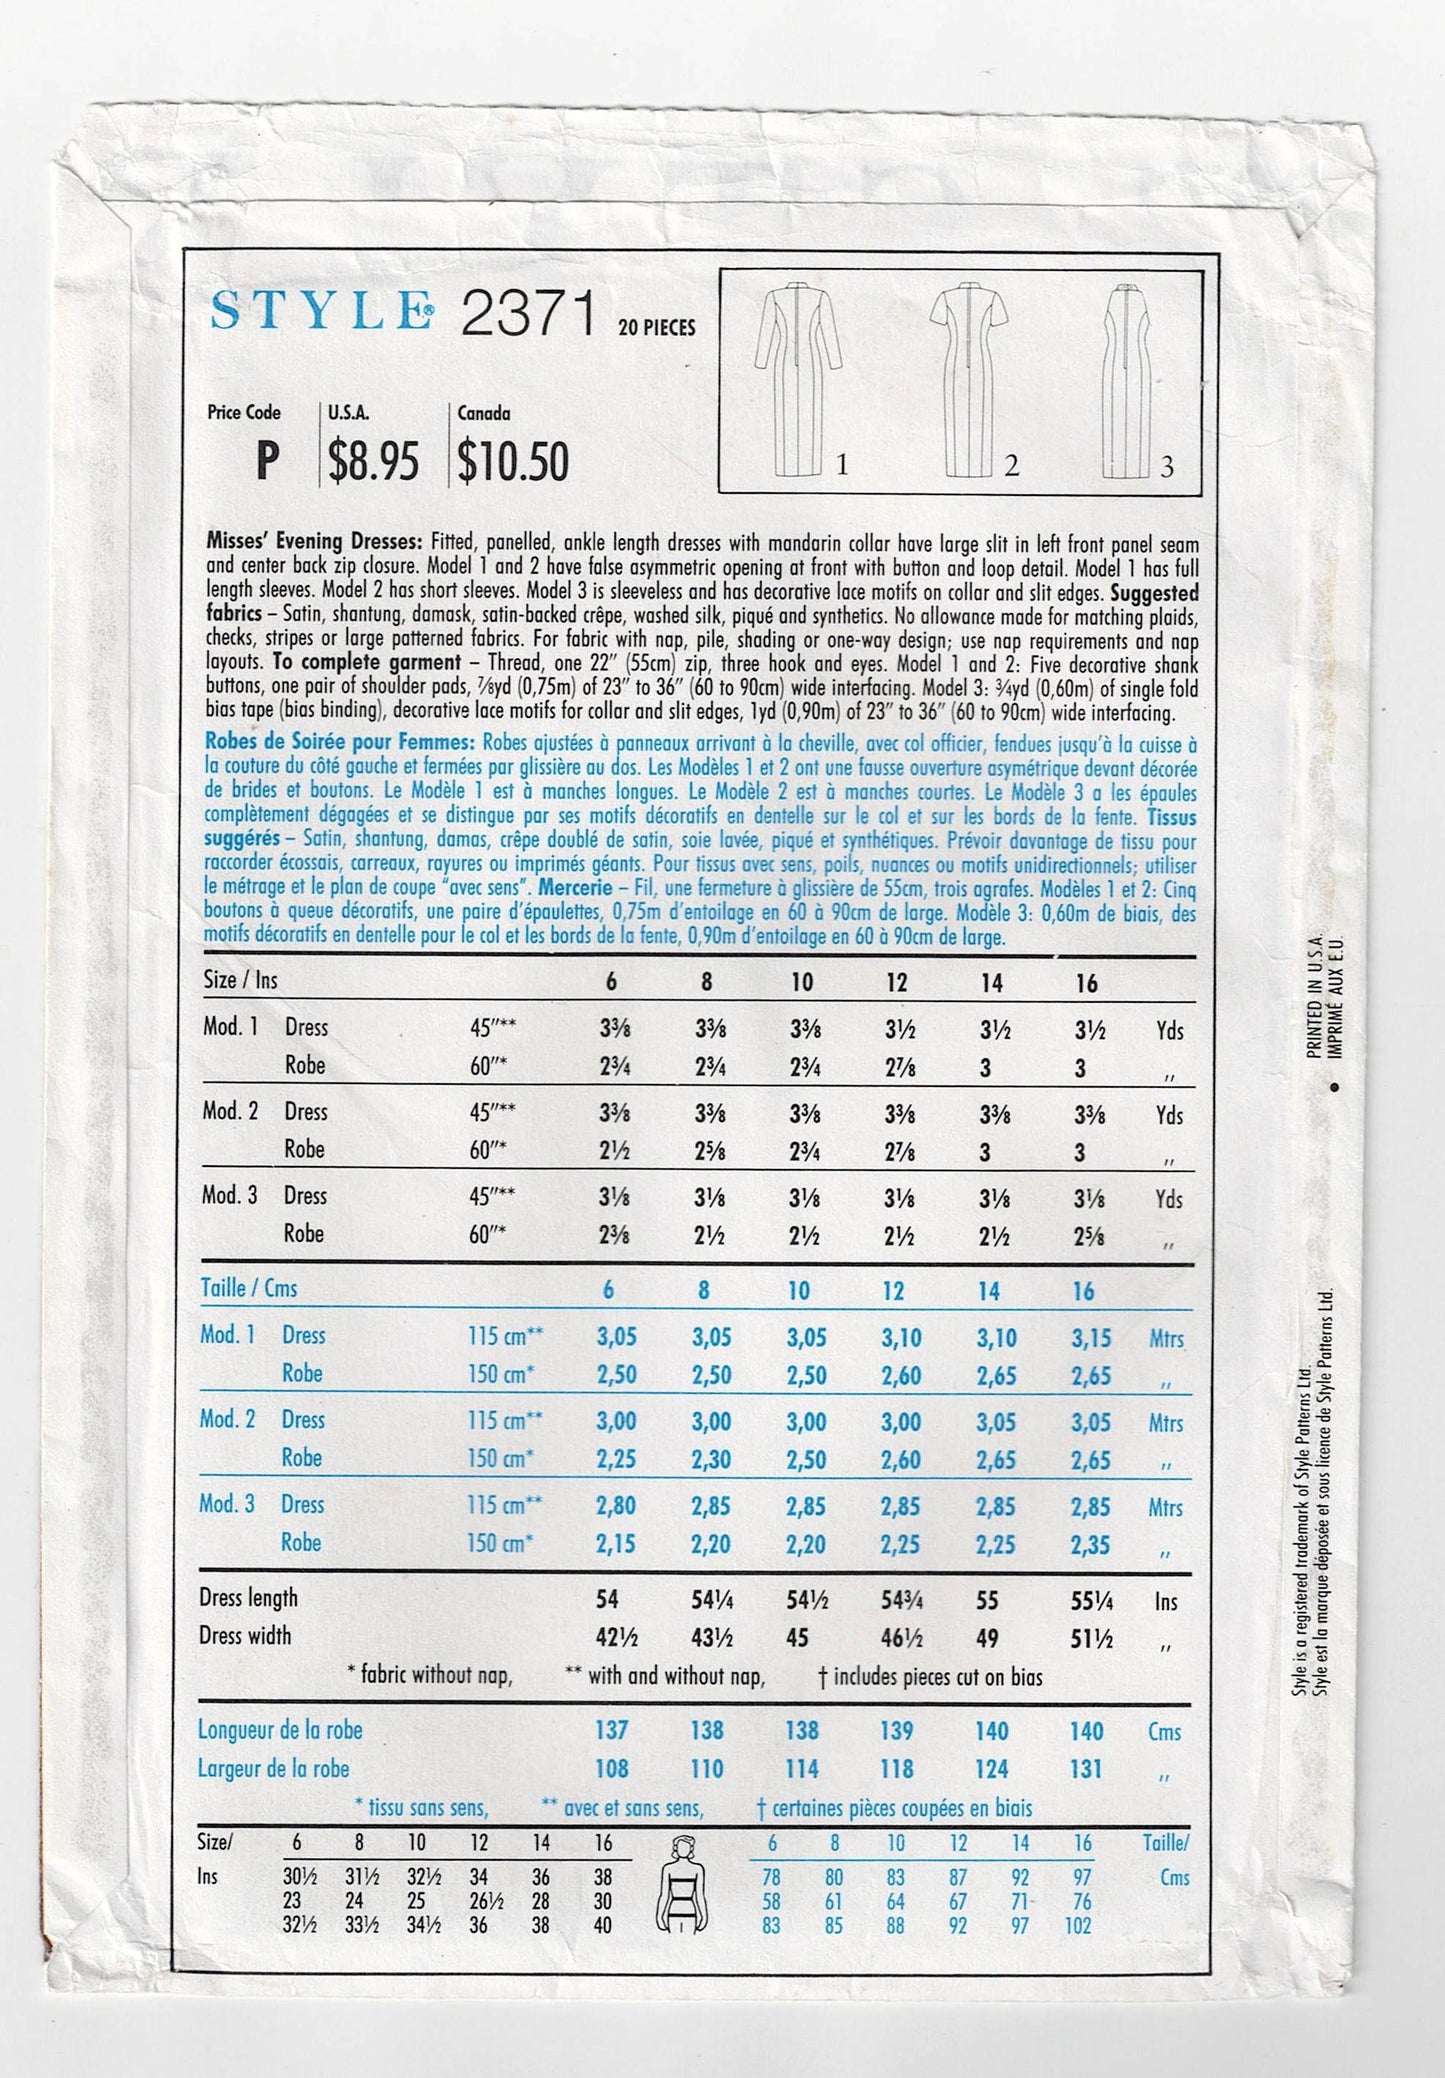 STYLE® 2371 20 PIECES
Price Code U.S.A. Canada
P $8.95 $10.50
1 2 3
Misses' Evening Dresses: Fitted, panelled, ankle length dresses with mandarin collar have large slit in left front panel seam
and center back zip closure. Model 1 and 2 have false asymmetric opening at front with button and loop detail. Model 1 has full
length sleeves. Model 2 has short sleeves. Model 3 is sleeveless and has decorative lace motifs on collar and slit edges. Suggested
fabrics – Satin, shantung, damask, satin-backed crêpe, washed silk, piqué and synthetics. No allowance made for matching plaids,
checks, stripes or large patterned fabrics. For fabric with nap, pile, shading or one-way design; use nap requirements and nap
layouts. To complete garment – Thread, one 22" (55cm) zip, three hook and eyes. Model 1 and 2: Five decorative shank
buttons, one pair of shoulder pads, ⅞yd (0,75m) of 23" to 36" (60 to 90cm) wide interfacing. Model 3: ¾yd (0,60m) of single fold
bias tape (bias binding), decorative lace motifs for collar and slit edges, 1yd (0,90m) of 23" to 36" (60 to 90cm) wide interfacing.
Robes de Soirée pour Femmes: Robes ajustées à panneaux arrivant à la cheville, avec col officier, fendues jusqu'à la cuisse à
la couture du côté gauche et fermées par glissière au dos. Les Modèles 1 et 2 ont une fausse ouverture asymétrique devant décorée
de brides et boutons. Le Modèle 1 est à manches longues. Le Modèle 2 est à manches courtes. Le Modèle 3 a les épaules
complètement dégagées et se distingue par ses motifs décoratifs en dentelle sur le col et sur les bords de la fente. Tissus
suggérés – Satin, shantung, damas, crêpe doublé de satin, soie lavée, piqué et synthétiques. Prévoir davantage de tissu pour
raccorder écossais, carreaux, rayures ou imprimés géants. Pour tissus avec sens, poils, nuances ou motifs unidirectionnels; utiliser
le métrage et le plan de coupe "avec sens". Mercerie – Fil, une fermeture à glissière de 55cm, trois agrafes. Modèles 1 et 2: Cinq
boutons à queue décoratifs, une paire d'épaulettes, 0,75m d'entoilage en 60 à 90cm de large. Modèle 3: 0,60m de biais, des
motifs décoratifs en dentelle pour le col et les bords de la fente, 0,90m d'entoilage en 60 à 90cm de large.
Size / Ins 6 8 10 12 14 16
Mod. 1 Dress 45"** 3⅜ 3⅜ 3⅜ 3½ 3½ 3½ Yds
Robe 60"* 2¾ 2¾ 2¾ 2⅞ 3 3 ,,
Mod. 2 Dress 45"** 3⅜ 3⅜ 3⅜ 3⅜ 3⅜ 3⅜ Yds
Robe 60"* 2½ 2⅝ 2¾ 2⅞ 3 3 ,,
Mod. 3 Dress 45"** 3⅛ 3⅛ 3⅛ 3⅛ 3⅛ 3⅛ Yds
Robe 60"* 2⅜ 2½ 2½ 2½ 2½ 2⅝ ,,
Taille / Cms 6 8 10 12 14 16
Mod. 1 Dress 115 cm** 3,05 3,05 3,05 3,10 3,10 3,15 Mtrs
Robe 150 cm* 2,50 2,50 2,50 2,60 2,65 2,65 ,,
Mod. 2 Dress 115 cm** 3,00 3,00 3,00 3,00 3,05 3,05 Mtrs
Robe 150 cm* 2,25 2,30 2,50 2,60 2,65 2,65 ,,
Mod. 3 Dress 115 cm** 2,80 2,85 2,85 2,85 2,85 2,85 Mtrs
Robe 150 cm* 2,15 2,20 2,20 2,25 2,25 2,35 ,,
Dress length 54 54¼ 54½ 54¾ 55 55¼ Ins
Dress width 42½ 43½ 45 46½ 49 51½ ,,
* fabric without nap, ** with and without nap, † includes pieces cut on bias
Longueur de la robe 137 138 138 139 140 140 Cms
Largeur de la robe 108 110 114 118 124 131 ,,
* tissu sans sens, ** avec et sans sens, † certaines pièces coupées en biais
Size/ 6 8 10 12 14 16 6 8 10 12 14 16 Taille/
Ins 30½ 31½ 32½ 34 36 38 78 80 83 87 92 97 Cms
23 24 25 26½ 28 30 58 61 64 67 71 76
32½ 33½ 34½ 36 38 40 83 85 88 92 97 102
Style is a registered trademark of Style Patterns Ltd. • PRINTED IN U.S.A.
Style est la marque déposée et sous licence de Style Patterns Ltd. IMPRIMÉ AUX E.U.